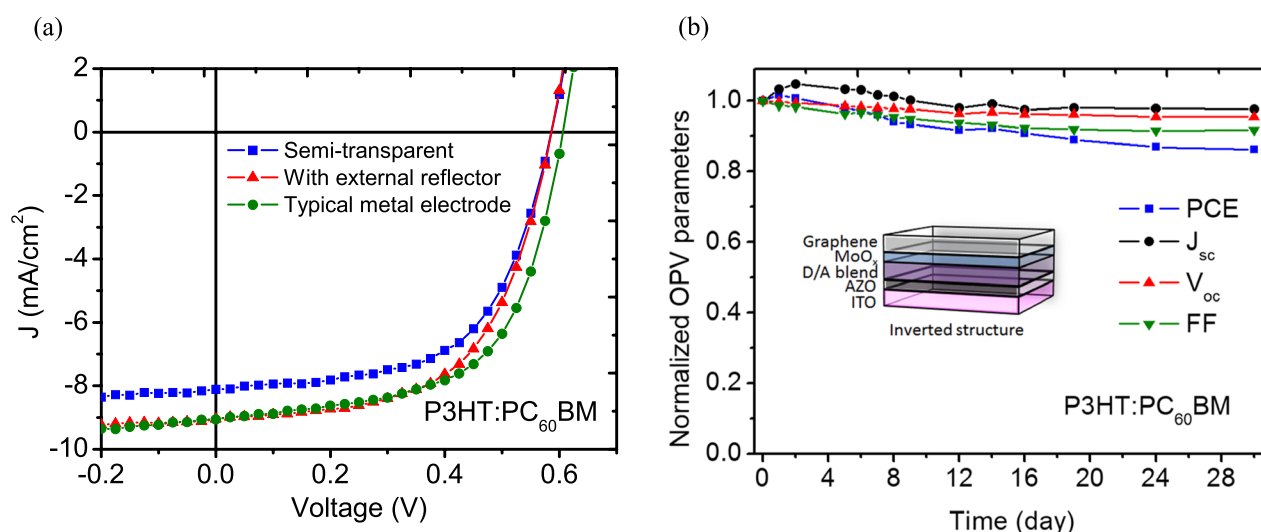 (a)
2
0
-2
-4
-6
-8
-10
-0.2
0.0
0.2
0.4
0.6
J (mA/cm²)
Voltage (V)
Semi-transparent
With external reflector
Typical metal electrode
P3HT:PC₆₀BM
(b)
1.0
0.8
0.6
0.4
0.2
0.0
0
4
8
12
16
20
24
28
Normalized OPV parameters
Time (day)
Graphene
MoOₓ
D/A blend
AZO
ITO
Inverted structure
PCE
Jsc
Voc
FF
P3HT:PC₆₀BM